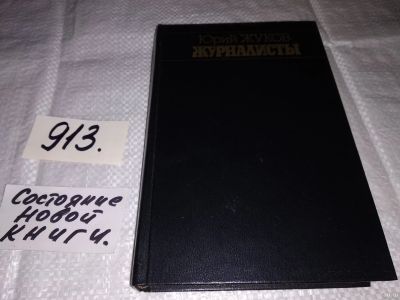 Юрий ЖУКОВ
ЖУРНАЛИСТЫ
913.
Состояние
новой
книги.